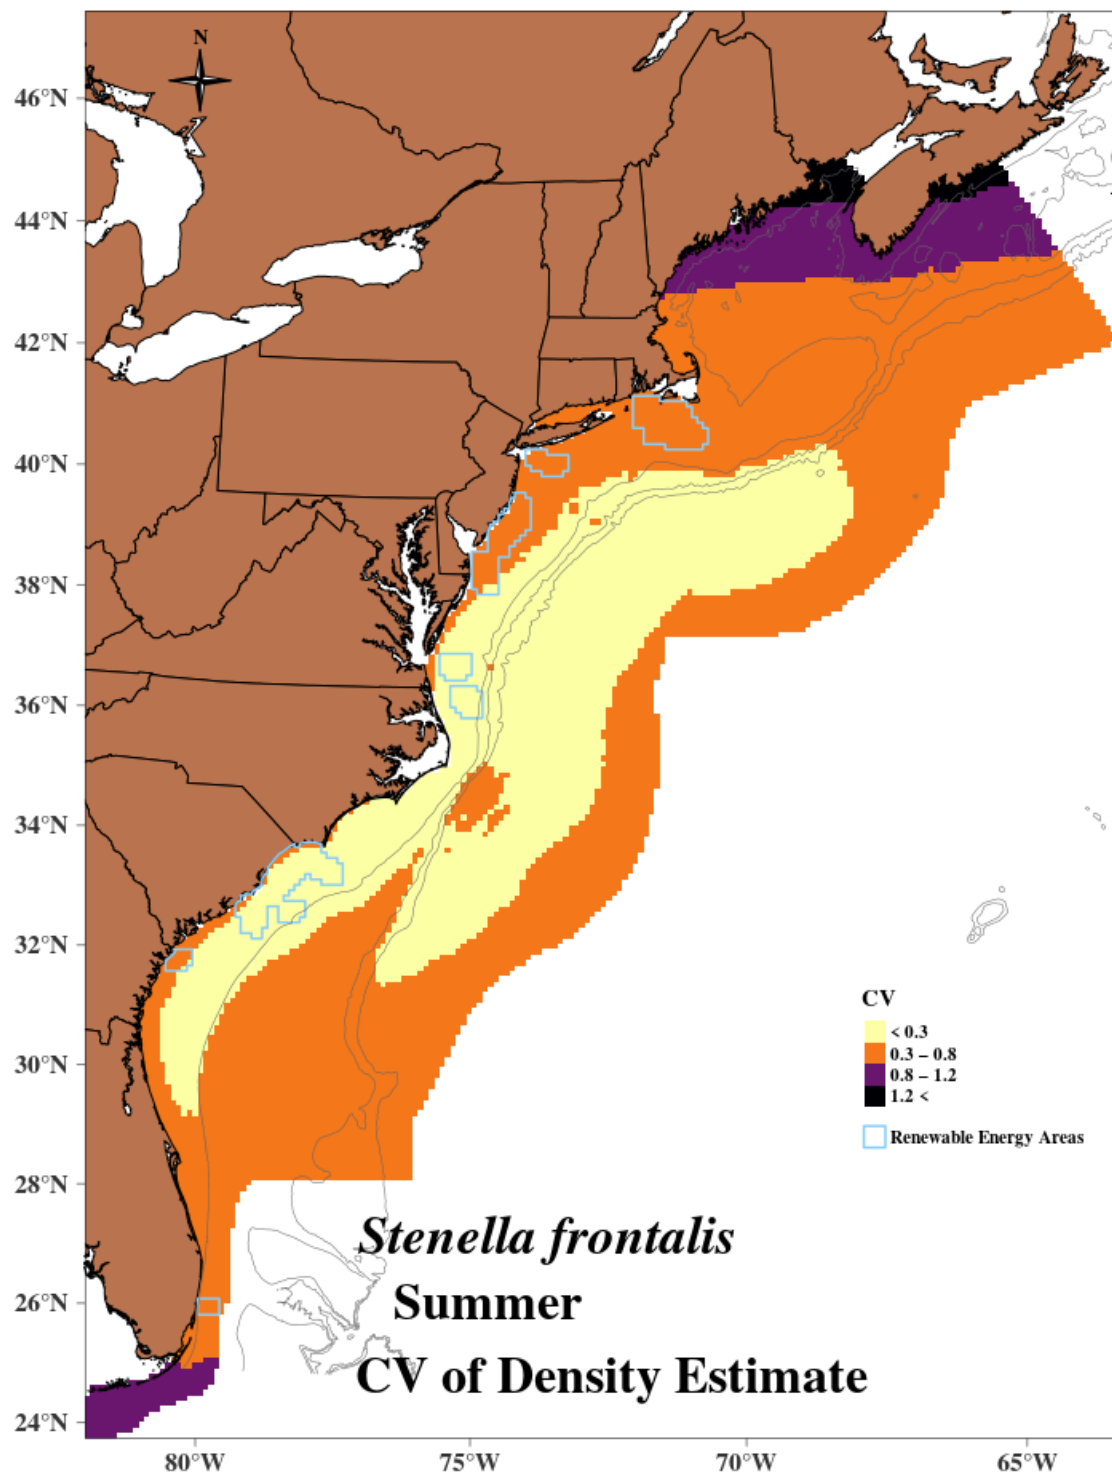 N
46°N
44°N
42°N
40°N
38°N
36°N
34°N
32°N
30°N
28°N
26°N
24°N
CV
< 0.3
0.3 – 0.8
0.8 – 1.2
1.2 <
Renewable Energy Areas
Stenella frontalis
Summer
CV of Density Estimate
80°W
75°W
70°W
65°W